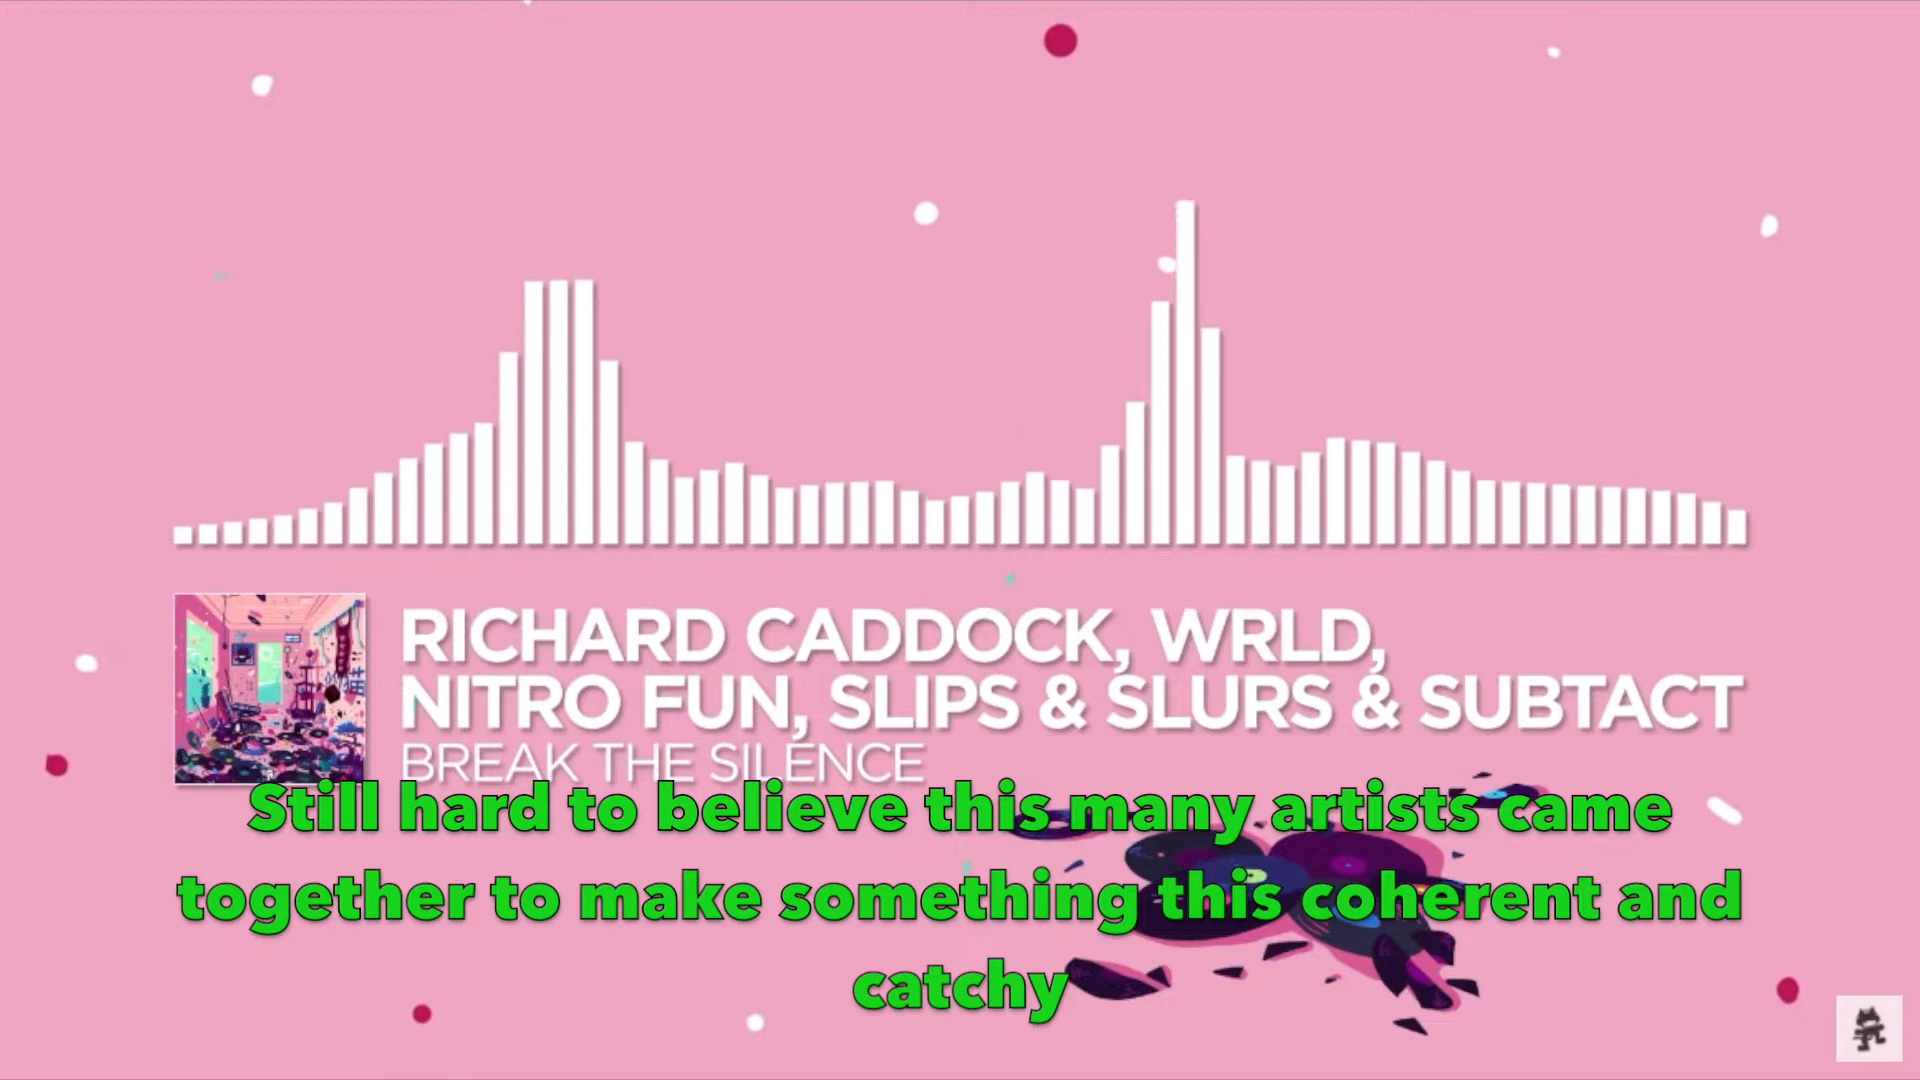 RICHARD CADDOCK, WRLD,
NITRO FUN, SLIPS & SLURS & SUBTACT
BREAK THE SILENCE
Still hard to believe this many artists came
together to make something this coherent and
catchy